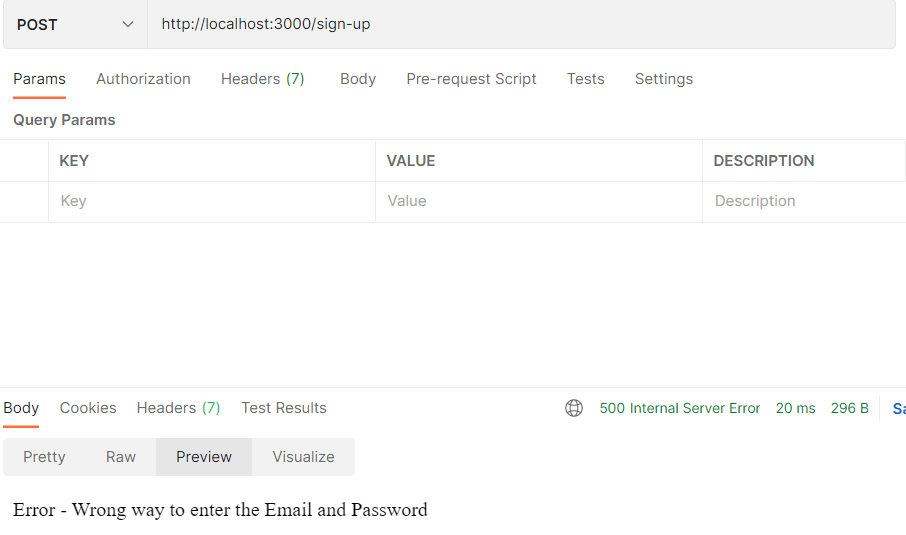 POST http://localhost:3000/sign-up
Params Authorization Headers (7) Body Pre-request Script Tests Settings
Query Params
KEY VALUE DESCRIPTION
Key Value Description
Body Cookies Headers (7) Test Results 500 Internal Server Error 20 ms 296 B Sa
Pretty Raw Preview Visualize
Error - Wrong way to enter the Email and Password